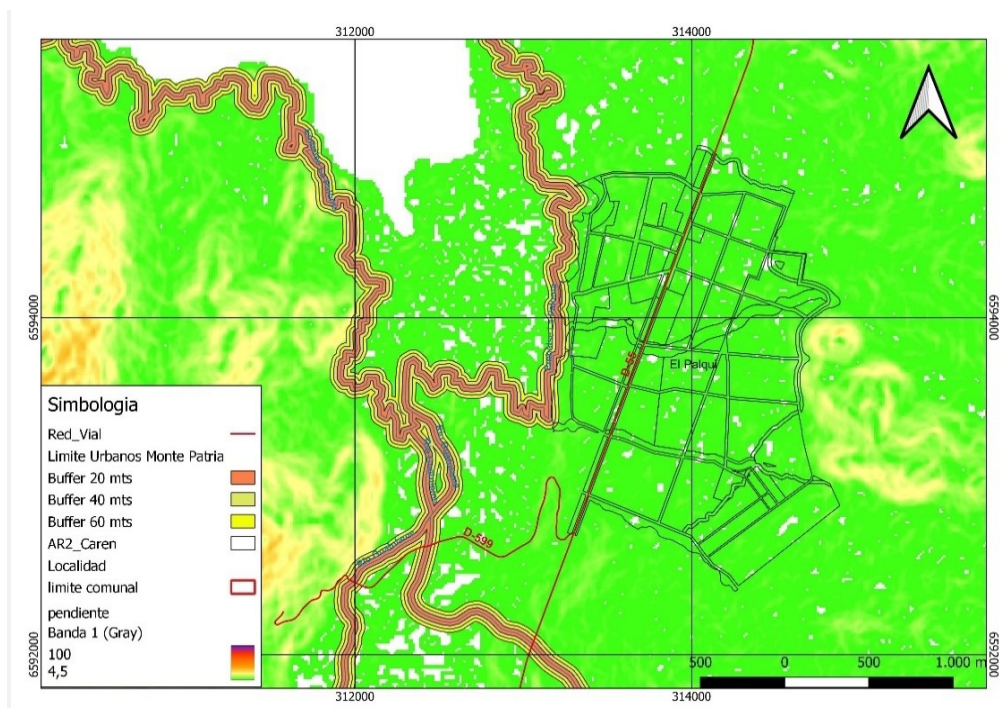 312000
314000
6594000
6594000
El Palqui
D-55
D-599
Simbologia
Red_Vial
Limite Urbanos Monte Patria
Buffer 20 mts
Buffer 40 mts
Buffer 60 mts
AR2_Caren
Localidad
limite comunal
pendiente
Banda 1 (Gray)
100
4,5
6592000
6592000
500
0
500
1.000 m
312000
314000